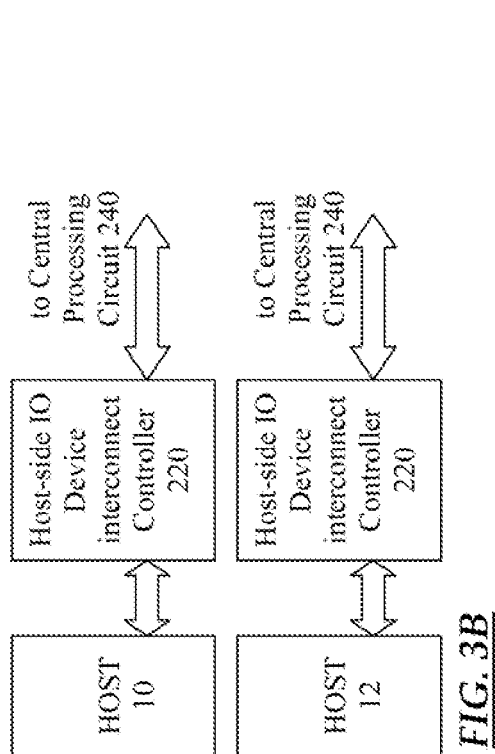 HOST
10
Host-side IO
Device
interconnect
Controller
220
to Central
Processing
Circuit 240
HOST
12
Host-side IO
Device
interconnect
Controller
220
to Central
Processing
Circuit 240
FIG. 3B